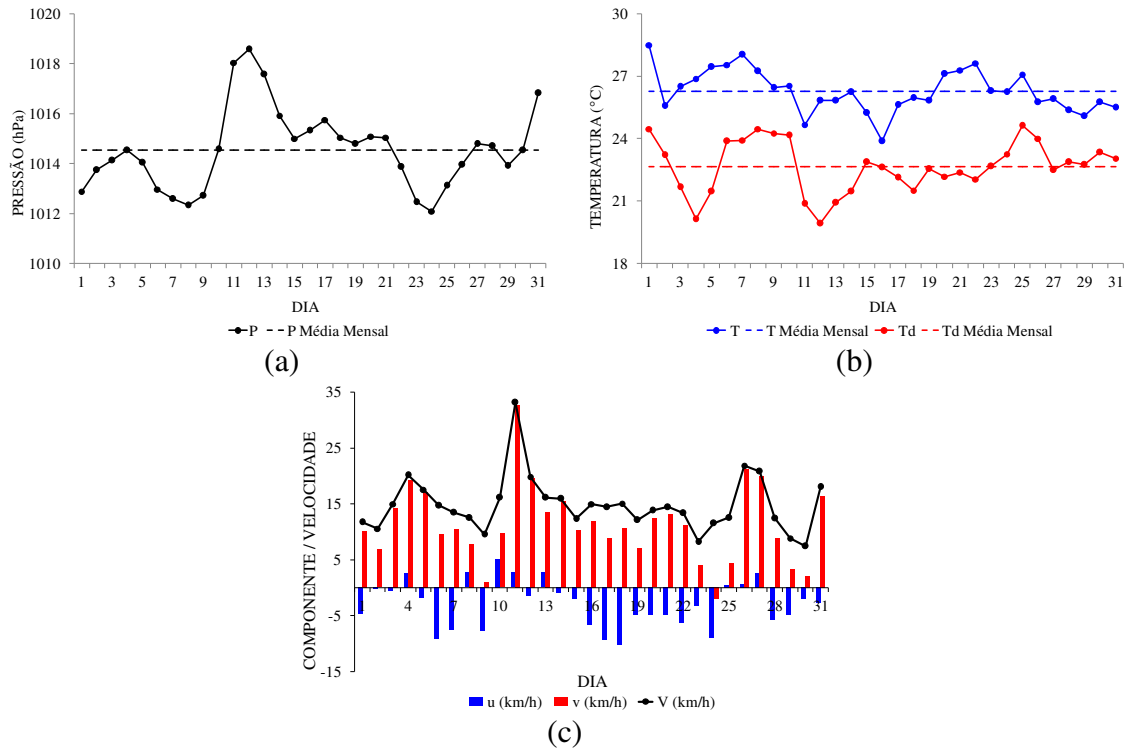 1020
1018
1016
1014
1012
1010
PRESSÃO (hPa)
1 3 5 7 9 11 13 15 17 19 21 23 25 27 29 31
DIA
P P Média Mensal
(a)
30
27
24
21
18
TEMPERATURA (°C)
1 3 5 7 9 11 13 15 17 19 21 23 25 27 29 31
DIA
T T Média Mensal Td Td Média Mensal
(b)
35
25
15
5
-5
-15
COMPONENTE / VELOCIDADE
1 4 7 10 13 16 19 22 25 28 31
DIA
u (km/h) v (km/h) V (km/h)
(c)